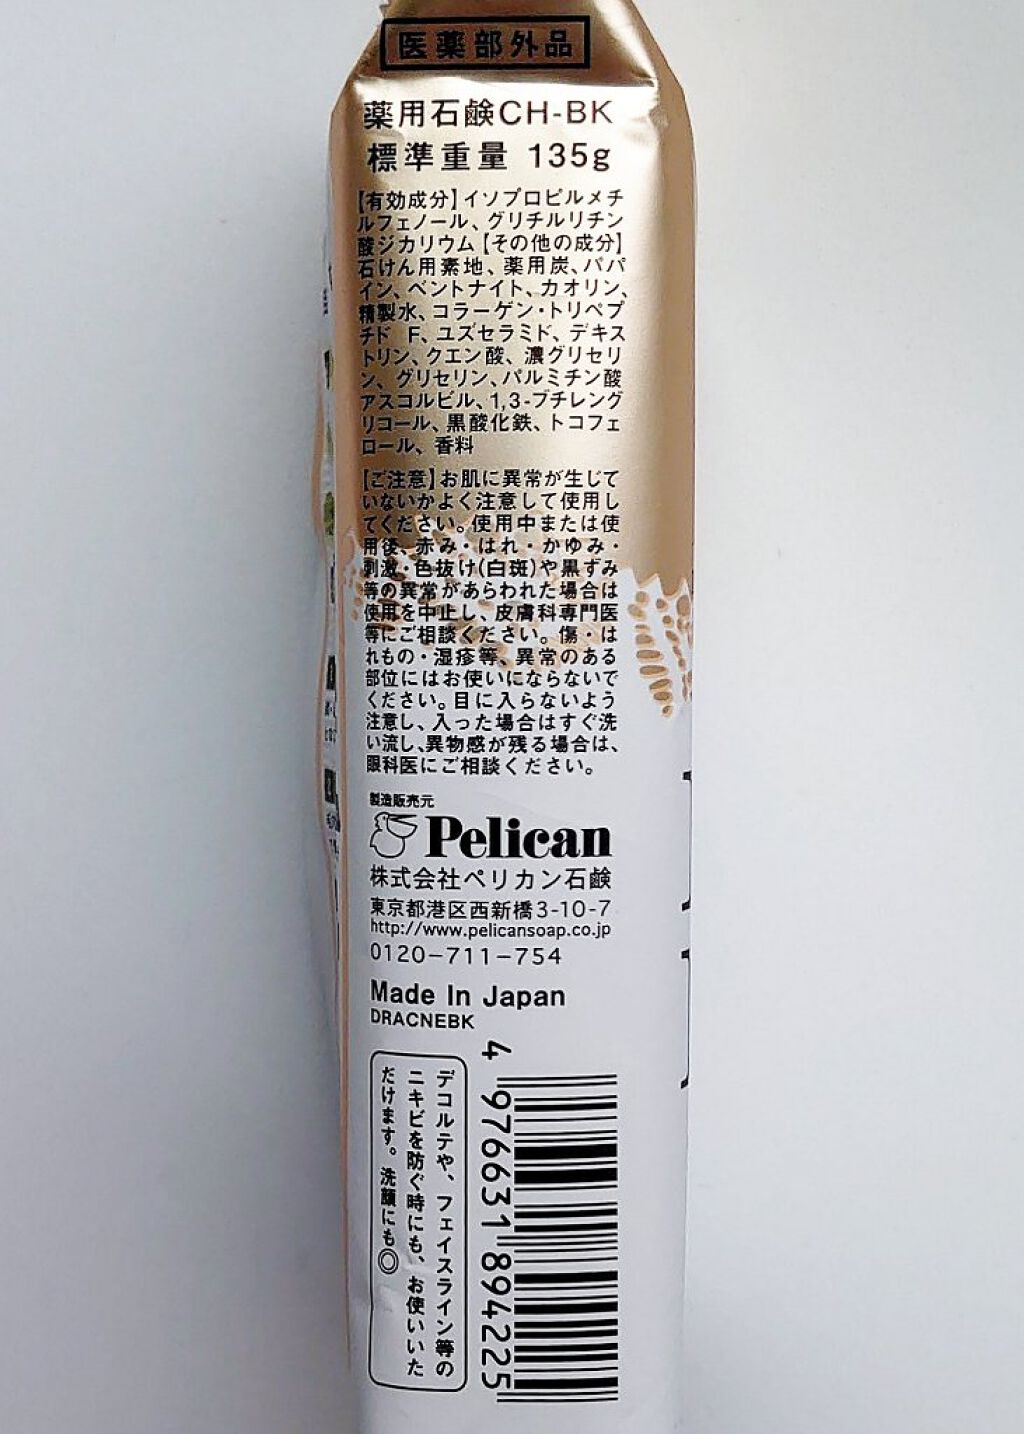 医薬部外品
薬用石鹸CH-BK
標準重量 135g
【有効成分】イソプロピルメチ
ルフェノール、グリチルリチン
酸ジカリウム【その他の成分】
石けん用素地、薬用炭、パパ
イン、ベントナイト、カオリン、
精製水、コラーゲン・トリペプ
チド F、ユズセラミド、デキス
トリン、クエン酸、濃グリセリ
ン、グリセリン、パルミチン酸
アスコルビル、1,3-ブチレング
リコール、黒酸化鉄、トコフェ
ロール、香料
【ご注意】お肌に異常が生じて
いないかよく注意して使用し
てください。使用中または使
用後、赤み・はれ・かゆみ・
刺激・色抜け(白斑)や黒ずみ
等の異常があらわれた場合は
使用を中止し、皮膚科専門医
等にご相談ください。傷・は
れもの・湿疹等、異常のある
部位にはお使いにならないで
ください。目に入らないよう
注意し、入った場合はすぐ洗
い流し、異物感が残る場合は、
眼科医にご相談ください。
製造販売元
Pelican
株式会社ペリカン石鹸
東京都港区西新橋3-10-7
http://www.pelicansoap.co.jp
0120-711-754
Made In Japan
DRACNEBK
デコルテや、フェイスライン等の
ニキビを防ぐ時にも、お使いいた
だけます。洗顔にも◎
4 976631 894225